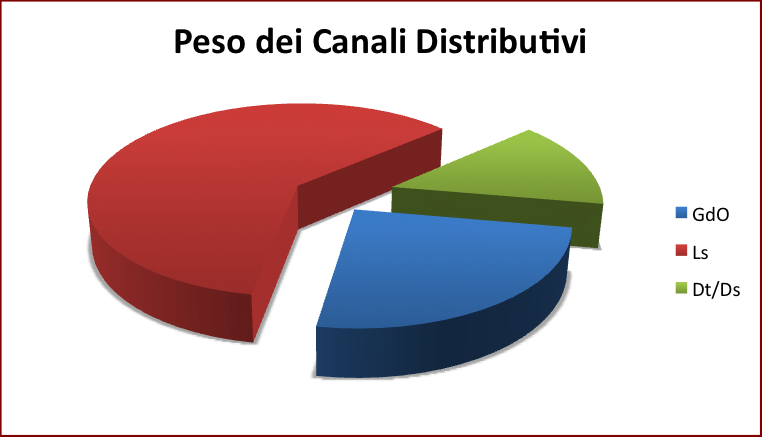 Peso dei Canali Distributivi
GdO
Ls
Dt/Ds